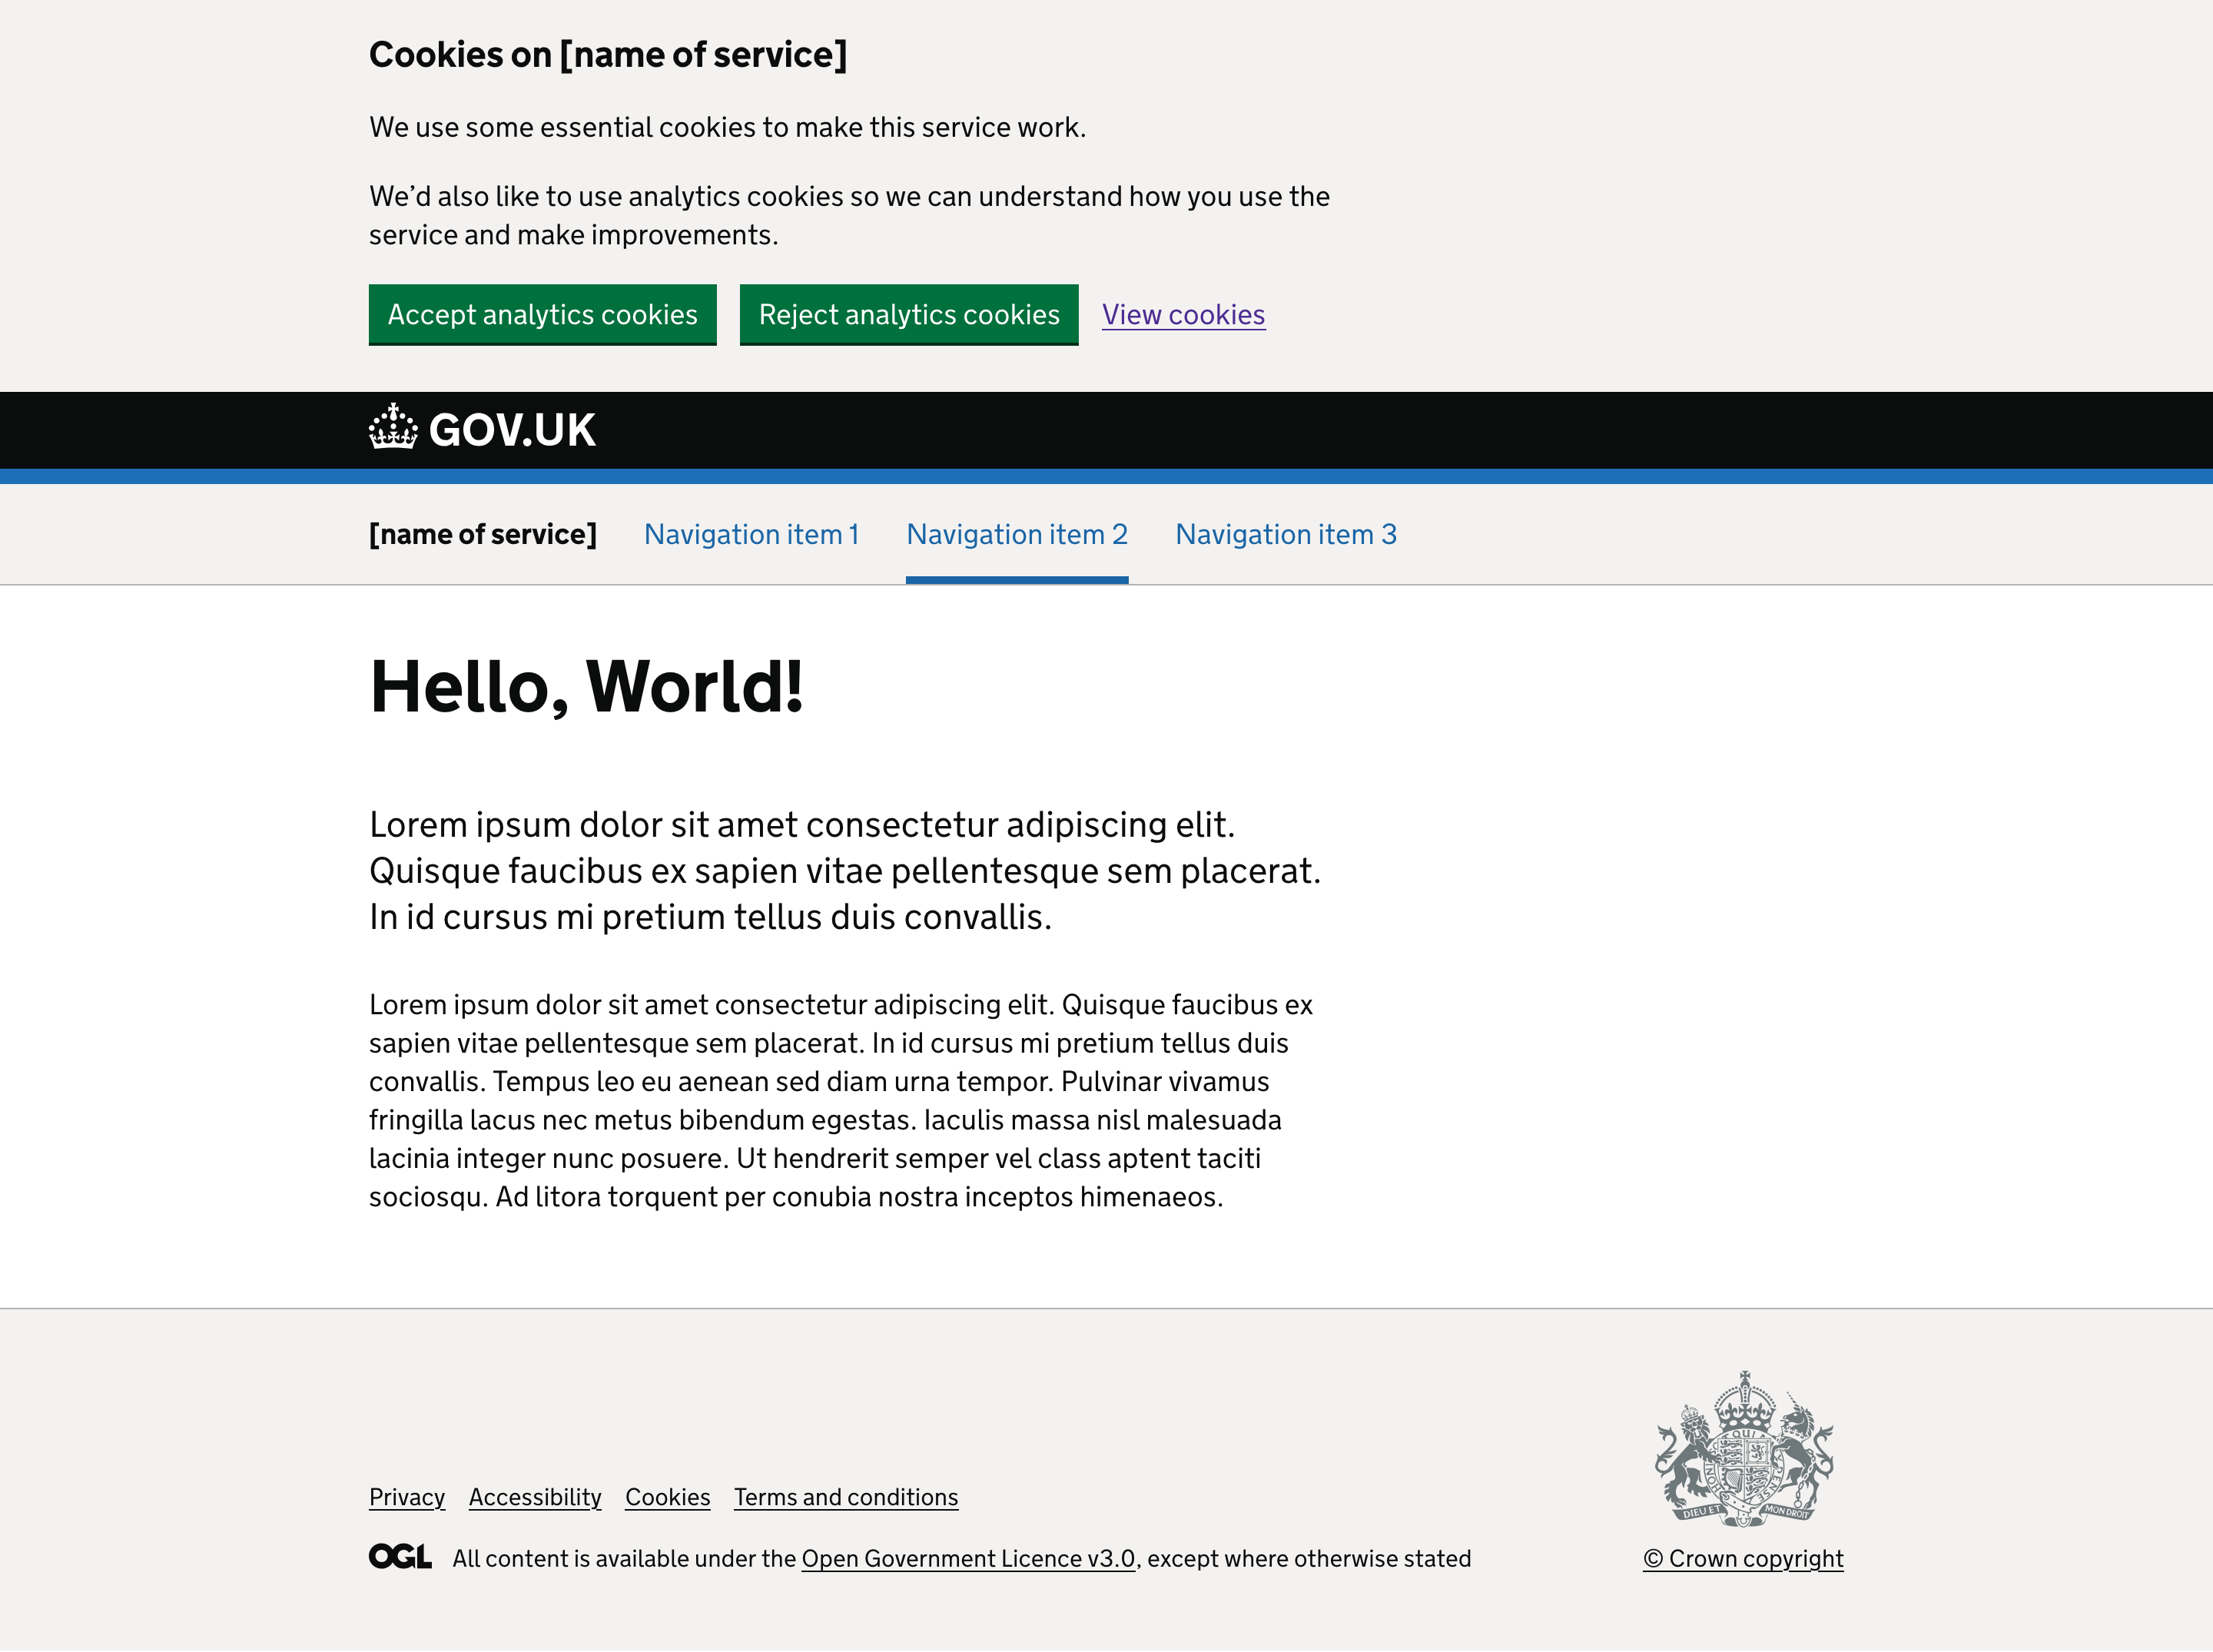 Cookies on [name of service]
We use some essential cookies to make this service work.
We’d also like to use analytics cookies so we can understand how you use the
service and make improvements.
Accept analytics cookies Reject analytics cookies View cookies
GOV.UK
[name of service] Navigation item 1 Navigation item 2 Navigation item 3
Hello, World!
Lorem ipsum dolor sit amet consectetur adipiscing elit.
Quisque faucibus ex sapien vitae pellentesque sem placerat.
In id cursus mi pretium tellus duis convallis.
Lorem ipsum dolor sit amet consectetur adipiscing elit. Quisque faucibus ex
sapien vitae pellentesque sem placerat. In id cursus mi pretium tellus duis
convallis. Tempus leo eu aenean sed diam urna tempor. Pulvinar vivamus
fringilla lacus nec metus bibendum egestas. Iaculis massa nisl malesuada
lacinia integer nunc posuere. Ut hendrerit semper vel class aptent taciti
sociosqu. Ad litora torquent per conubia nostra inceptos himenaeos.
Privacy Accessibility Cookies Terms and conditions
DIEU ET MON DROIT
OGL All content is available under the Open Government Licence v3.0, except where otherwise stated
© Crown copyright